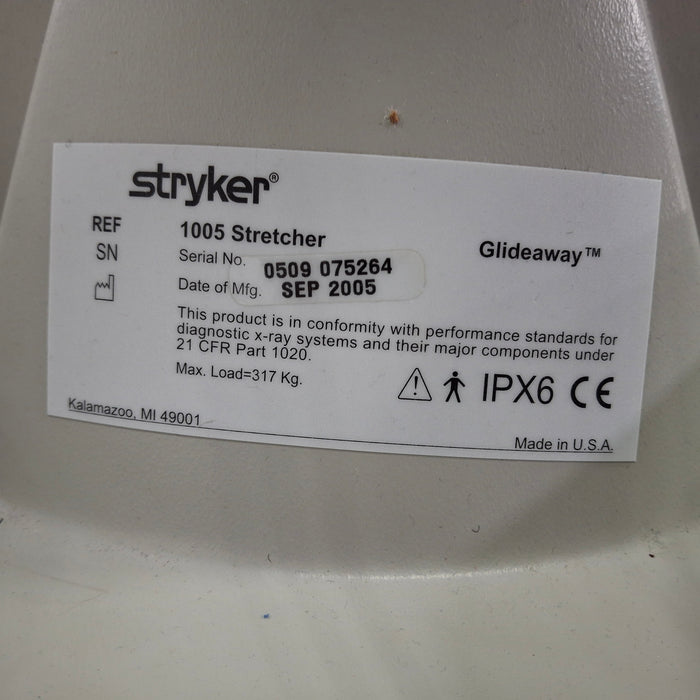 stryker®
REF 1005 Stretcher Glideaway™
SN Serial No. 0509 075264
Date of Mfg. SEP 2005
This product is in conformity with performance standards for
diagnostic x-ray systems and their major components under
21 CFR Part 1020.
Max. Load=317 Kg.
IPX6 CE
Kalamazoo, MI 49001
Made in U.S.A.